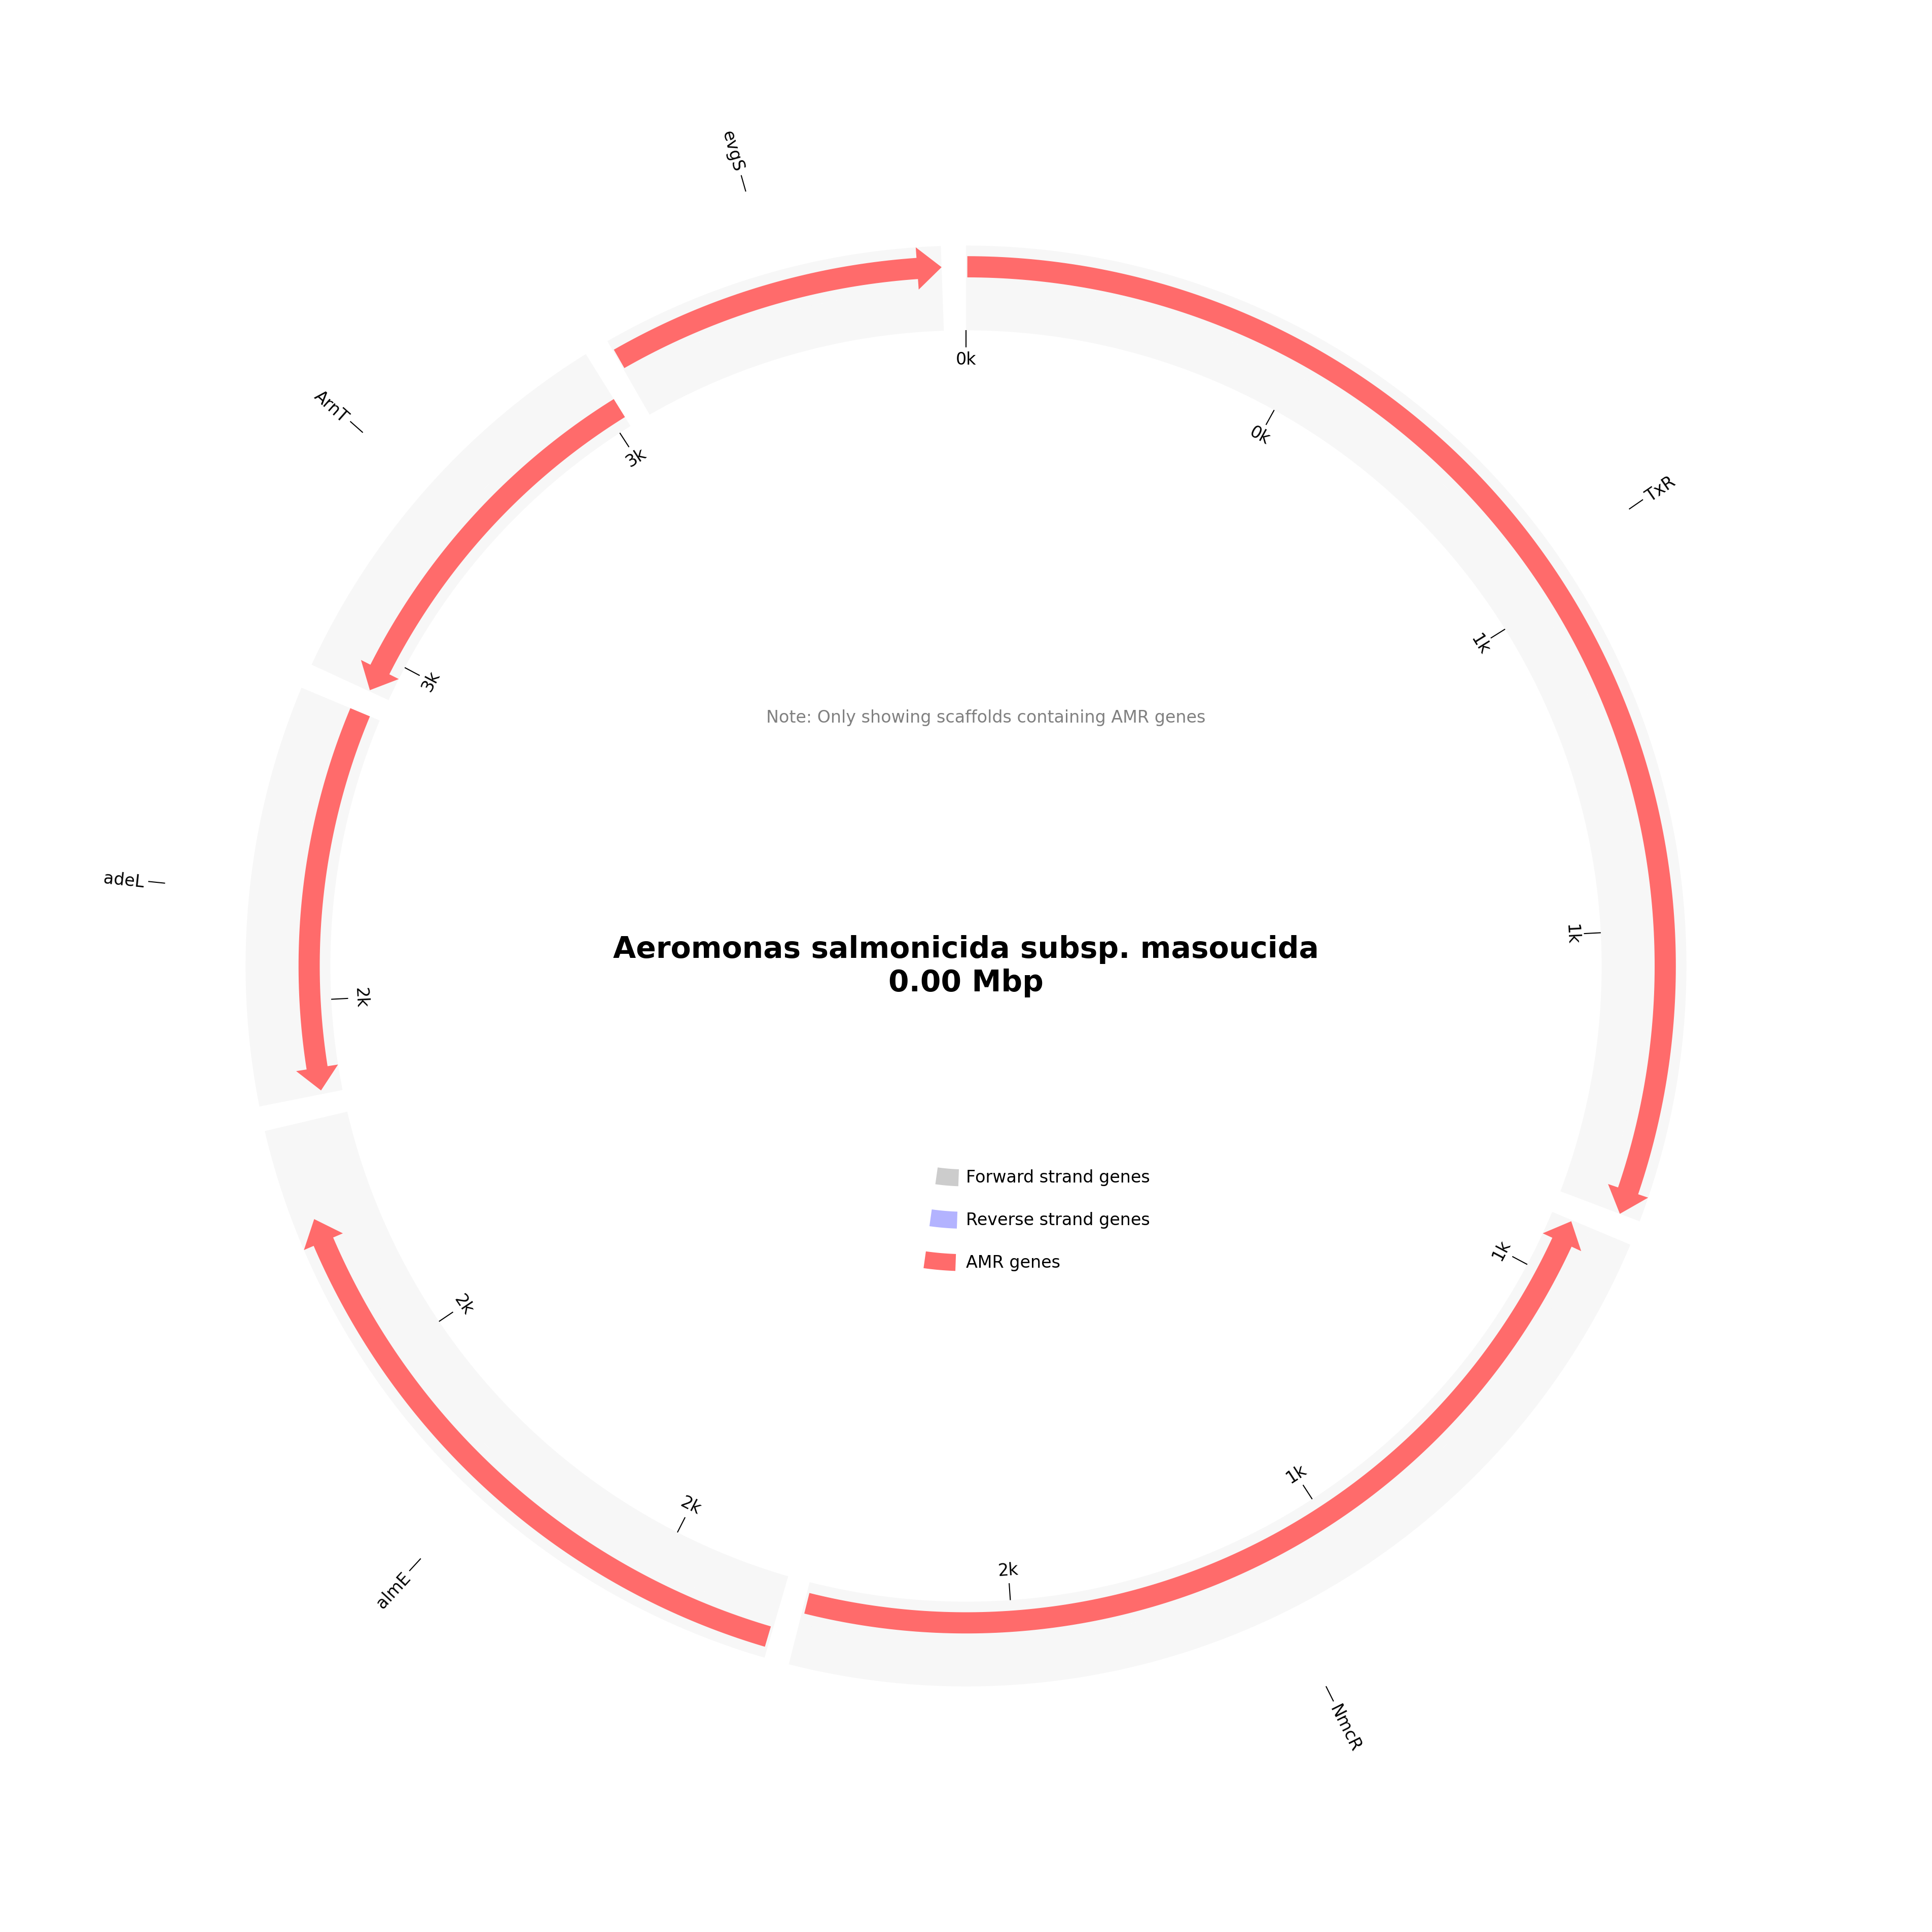 evgS
ArnT
TxR
0k
0k
3k
1k
3k
Note: Only showing scaffolds containing AMR genes
adeL
1k
Aeromonas salmonicida subsp. masoucida
0.00 Mbp
2k
Forward strand genes
Reverse strand genes
AMR genes
1k
2k
1k
2k
2k
almE
NmcR